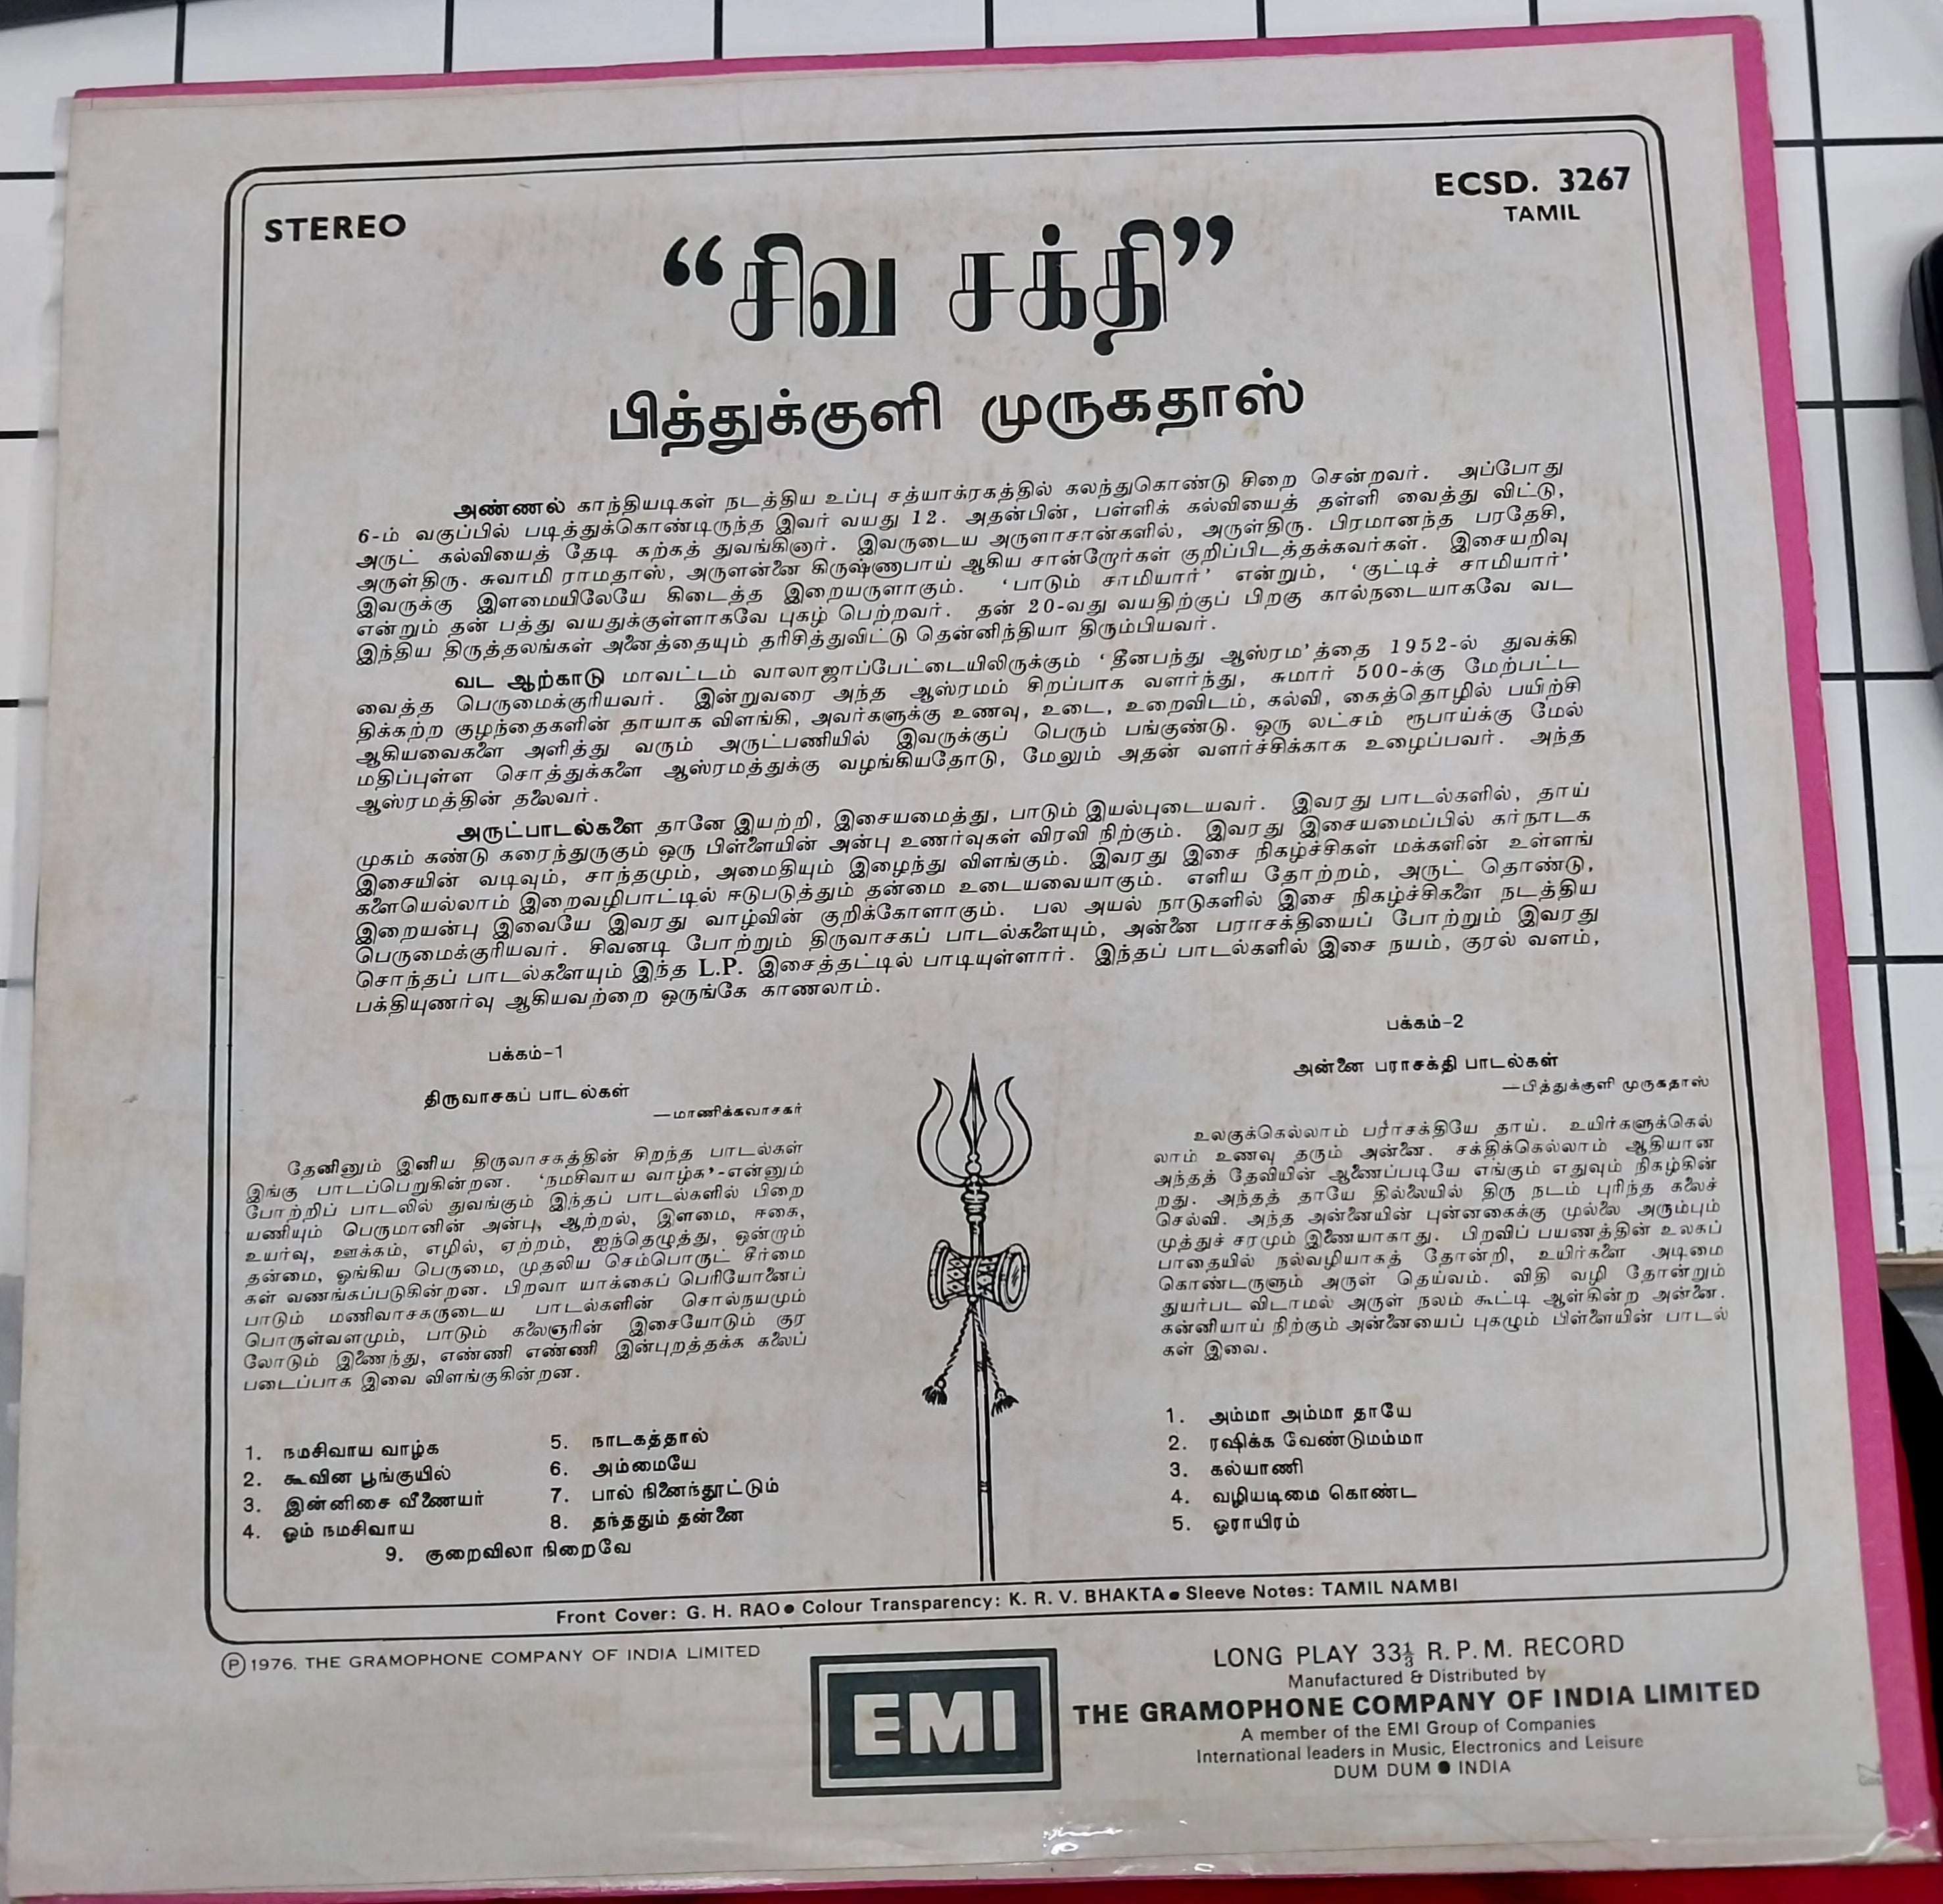 STEREO
ECSD. 3267
TAMIL
“சிவ சக்தி”
பித்துக்குளி முருகதாஸ்
அண்ணல் காந்தியடிகள் நடத்திய உப்பு சத்யாக்ரகத்தில் கலந்துகொண்டு சிறை சென்றவர். அப்போது
6-ம் வகுப்பில் படித்துக்கொண்டிருந்த இவர் வயது 12. அதன்பின், பள்ளிக் கல்வியைத் தள்ளி வைத்து விட்டு,
அருட் கல்வியைத் தேடி கற்கத் துவங்கினார். இவருடைய அருளாசான்களில், அருள்திரு. பிரமானந்த பரதேசி,
அருள்திரு. சுவாமி ராமதாஸ், அருளன்னை கிருஷ்ணாபாய் ஆகிய சான்றோர்கள் குறிப்பிடத்தக்கவர்கள். இசையறிவு
இவருக்கு இளமையிலேயே கிடைத்த இறையருளாகும். ‘பாடும் சாமியார்’ என்றும், ‘குட்டிச் சாமியார்’
என்றும் தன் பத்து வயதுக்குள்ளாகவே புகழ் பெற்றவர். தன் 20-வது வயதிற்குப் பிறகு கால்நடையாகவே வட
இந்திய திருத்தலங்கள் அனைத்தையும் தரிசித்துவிட்டு தென்னிந்தியா திரும்பியவர்.
வட ஆற்காடு மாவட்டம் வாலாஜாப்பேட்டையிலிருக்கும் ‘தீனபந்து ஆஸ்ரம’த்தை 1952-ல் துவக்கி
வைத்த பெருமைக்குரியவர். இன்றுவரை அந்த ஆஸ்ரமம் சிறப்பாக வளர்ந்து, சுமார் 500-க்கு மேற்பட்ட
திக்கற்ற குழந்தைகளின் தாயாக விளங்கி, அவர்களுக்கு உணவு, உடை, உறைவிடம், கல்வி, கைத்தொழில் பயிற்சி
ஆகியவைகளை அளித்து வரும் அருட்பணியில் இவருக்குப் பெரும் பங்குண்டு. ஒரு லட்சம் ரூபாய்க்கு மேல்
மதிப்புள்ள சொத்துக்களை ஆஸ்ரமத்துக்கு வழங்கியதோடு, மேலும் அதன் வளர்ச்சிக்காக உழைப்பவர். அந்த
ஆஸ்ரமத்தின் தலைவர்.
அருட்பாடல்களை தானே இயற்றி, இசையமைத்து, பாடும் இயல்புடையவர். இவரது பாடல்களில், தாய்
முகம் கண்டு கரைந்துருகும் ஒரு பிள்ளையின் அன்பு உணர்வுகள் விரவி நிற்கும். இவரது இசையமைப்பில் கர்நாடக
இசையின் வடிவும், சாந்தமும், அமைதியும் இழைந்து விளங்கும். இவரது இசை நிகழ்ச்சிகள் மக்களின் உள்ளங்
களையெல்லாம் இறைவழிபாட்டில் ஈடுபடுத்தும் தன்மை உடையவையாகும். எளிய தோற்றம், அருட் தொண்டு,
இறையன்பு இவையே இவரது வாழ்வின் குறிக்கோளாகும். பல அயல் நாடுகளில் இசை நிகழ்ச்சிகளை நடத்திய
பெருமைக்குரியவர். சிவனடி போற்றும் திருவாசகப் பாடல்களையும், அன்னை பராசக்தியைப் போற்றும் இவரது
சொந்தப் பாடல்களையும் இந்த L.P. இசைத்தட்டில் பாடியுள்ளார். இந்தப் பாடல்களில் இசை நயம், குரல் வளம்,
பக்தியுணர்வு ஆகியவற்றை ஒருங்கே காணலாம்.
பக்கம்-1
திருவாசகப் பாடல்கள்
—மாணிக்கவாசகர்
தேனினும் இனிய திருவாசகத்தின் சிறந்த பாடல்கள்
இங்கு பாடப்பெறுகின்றன. ‘நமசிவாய வாழ்க’-என்னும்
போற்றிப் பாடலில் துவங்கும் இந்தப் பாடல்களில் பிறை
யணியும் பெருமானின் அன்பு, ஆற்றல், இளமை, ஈகை,
உயர்வு, ஊக்கம், எழில், ஏற்றம், ஐந்தெழுத்து, ஒன்றும்
தன்மை, ஓங்கிய பெருமை, முதலிய செம்பொருட் சீர்மை
கள் வணங்கப்படுகின்றன. பிறவா யாக்கைப் பெரியோனைப்
பாடும் மணிவாசகருடைய பாடல்களின் சொல்நயமும்
பொருள்வளமும், பாடும் கலைஞரின் இசையோடும் குர
லோடும் இணைந்து, எண்ணி எண்ணி இன்புறத்தக்க கலைப்
படைப்பாக இவை விளங்குகின்றன.
1. நமசிவாய வாழ்க
2. கூவின பூங்குயில்
3. இன்னிசை வீணையர்
4. ஓம் நமசிவாய
5. நாடகத்தால்
6. அம்மையே
7. பால் நினைந்தூட்டும்
8. தந்ததும் தன்னை
9. குறைவிலா நிறைவே
பக்கம்-2
அன்னை பராசக்தி பாடல்கள்
—பித்துக்குளி முருகதாஸ்
உலகுக்கெல்லாம் பராசக்தியே தாய். உயிர்களுக்கெல்
லாம் உணவு தரும் அன்னை. சக்திக்கெல்லாம் ஆதியான
அந்தத் தேவியின் ஆணைப்படியே எங்கும் எதுவும் நிகழ்கின்
றது. அந்தத் தாயே தில்லையில் திரு நடம் புரிந்த கலைச்
செல்வி. அந்த அன்னையின் புன்னகைக்கு முல்லை அரும்பும்
முத்துச் சரமும் இணையாகாது. பிறவிப் பயணத்தின் உலகப்
பாதையில் நல்வழியாகத் தோன்றி, உயிர்களை அடிமை
கொண்டருளும் அருள் தெய்வம். விதி வழி தோன்றும்
துயர்பட விடாமல் அருள் நலம் கூட்டி ஆள்கின்ற அன்னை.
கன்னியாய் நிற்கும் அன்னையைப் புகழும் பிள்ளையின் பாடல்
கள் இவை.
1. அம்மா அம்மா தாயே
2. ரஷிக்க வேண்டுமம்மா
3. கல்யாணி
4. வழியடிமை கொண்ட
5. ஓராயிரம்
Front Cover: G. H. RAO ● Colour Transparency: K. R. V. BHAKTA ● Sleeve Notes: TAMIL NAMBI
Ⓟ 1976. THE GRAMOPHONE COMPANY OF INDIA LIMITED
EMI
LONG PLAY 33⅓ R.P.M. RECORD
Manufactured & Distributed by
THE GRAMOPHONE COMPANY OF INDIA LIMITED
A member of the EMI Group of Companies
International leaders in Music, Electronics and Leisure
DUM DUM ● INDIA